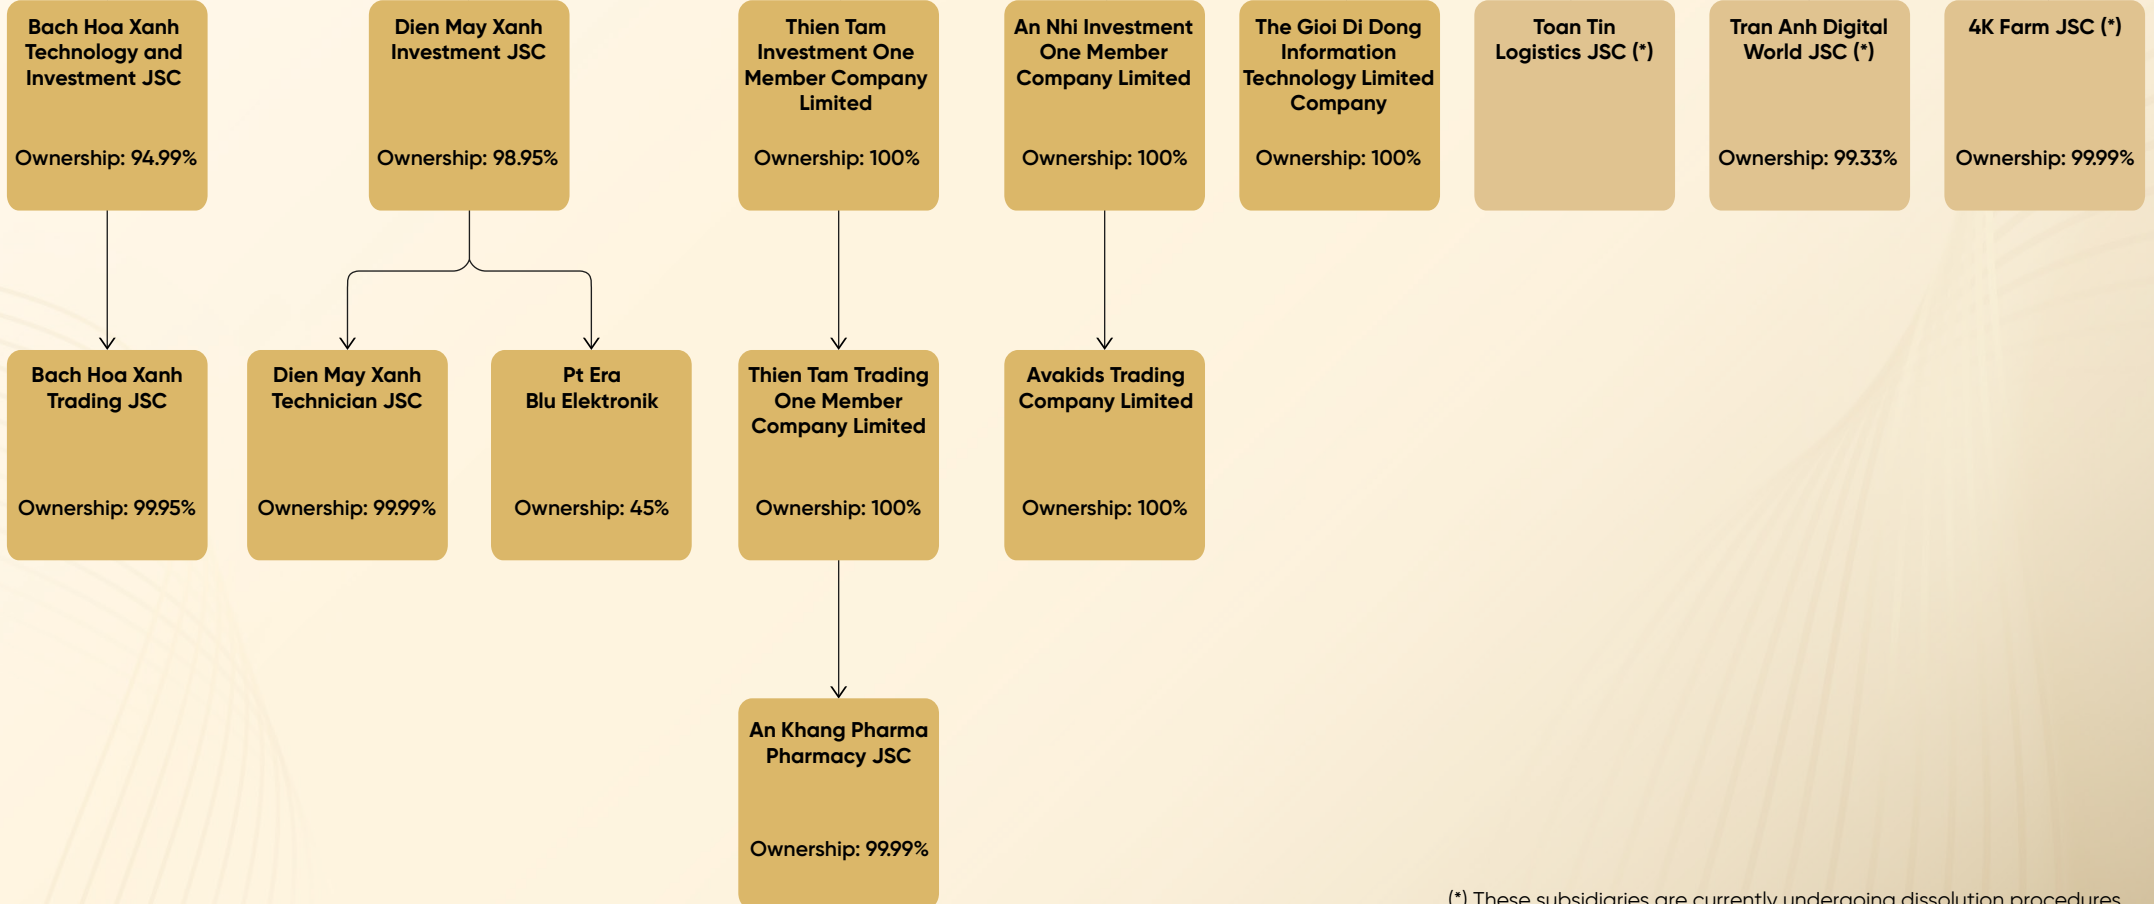 Bach Hoa Xanh
Technology and
Investment JSC
Ownership: 94.99%
Dien May Xanh
Investment JSC
Ownership: 98.95%
Thien Tam
Investment One
Member Company
Limited
Ownership: 100%
An Nhi Investment
One Member
Company Limited
Ownership: 100%
The Gioi Di Dong
Information
Technology Limited
Company
Ownership: 100%
Toan Tin
Logistics JSC (*)
Tran Anh Digital
World JSC (*)
Ownership: 99.33%
4K Farm JSC (*)
Ownership: 99.99%
Bach Hoa Xanh
Trading JSC
Ownership: 99.95%
Dien May Xanh
Technician JSC
Ownership: 99.99%
Pt Era
Blu Elektronik
Ownership: 45%
Thien Tam Trading
One Member
Company Limited
Ownership: 100%
Avakids Trading
Company Limited
Ownership: 100%
An Khang Pharma
Pharmacy JSC
Ownership: 99.99%
(*) These subsidiaries are currently undergoing dissolution procedures